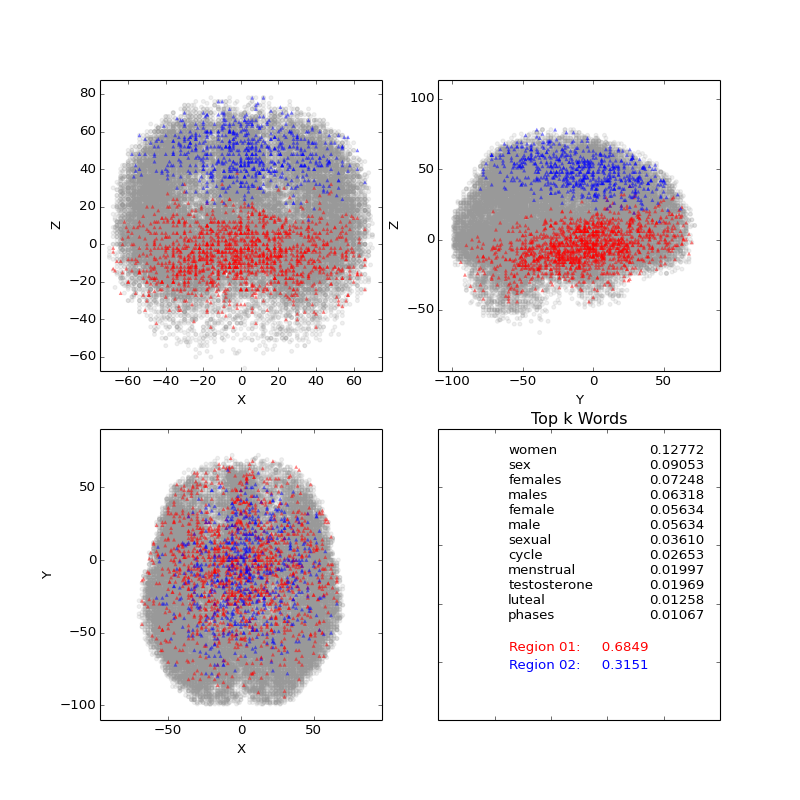 80
60
40
20
0
−20
−40
−60
Z
−60 −40 −20 0 20 40 60
X
100
50
0
−50
Z
−100 −50 0 50
Y
50
0
−50
−100
Y
−50 0 50
X
Top k Words
women 0.12772
sex 0.09053
females 0.07248
males 0.06318
female 0.05634
male 0.05634
sexual 0.03610
cycle 0.02653
menstrual 0.01997
testosterone 0.01969
luteal 0.01258
phases 0.01067
Region 01: 0.6849
Region 02: 0.3151